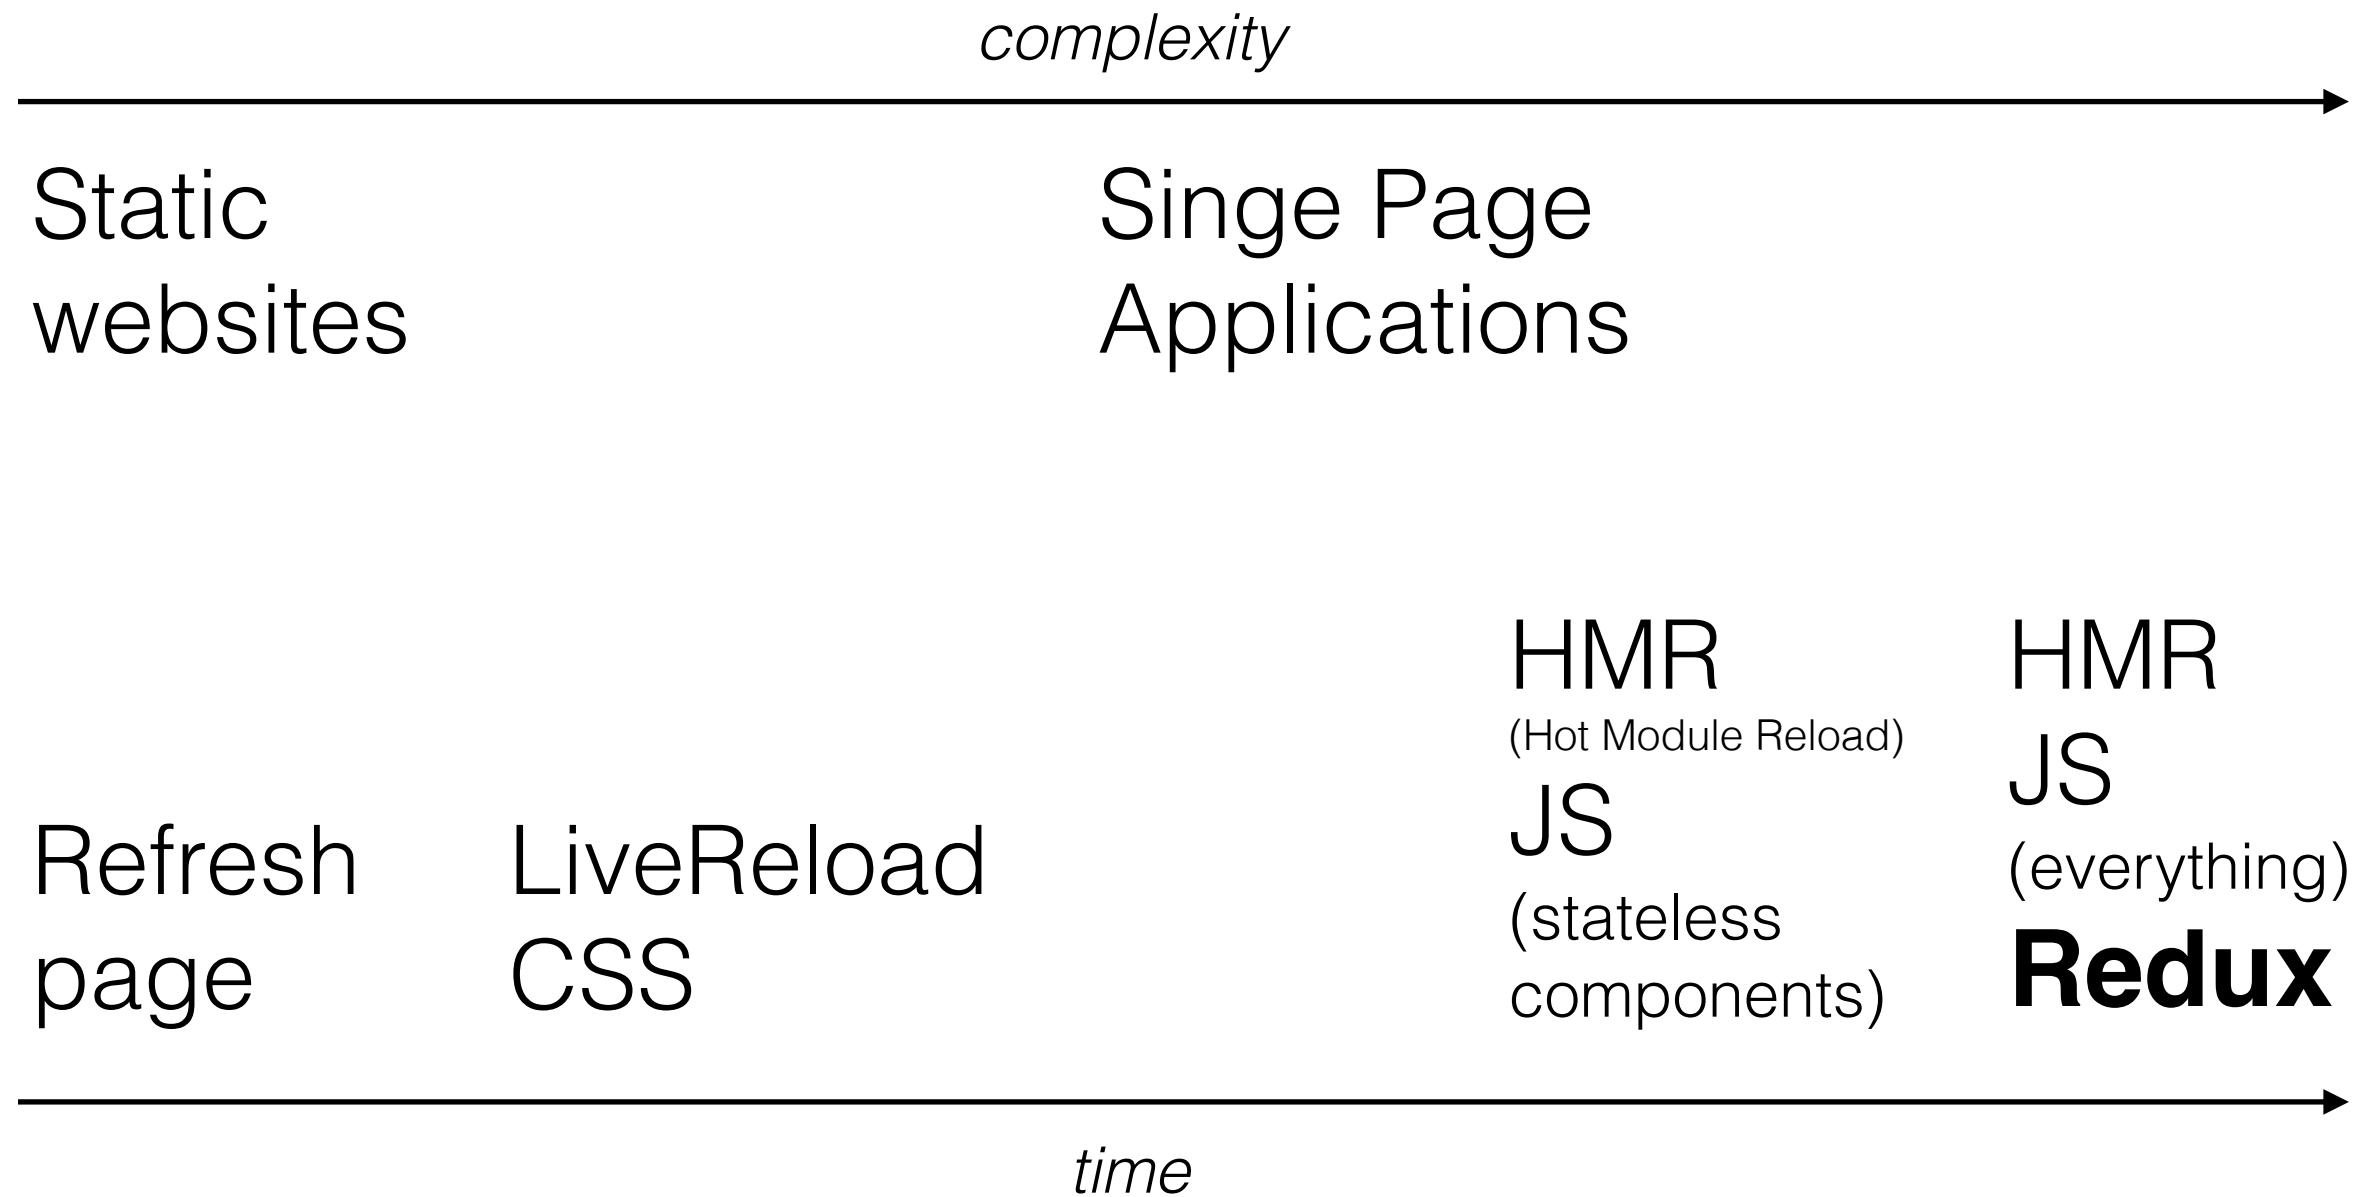 complexity
Static
websites
Singe Page
Applications
Refresh
page
LiveReload
CSS
HMR
(Hot Module Reload)
JS
(stateless
components)
HMR
JS
(everything)
Redux
time